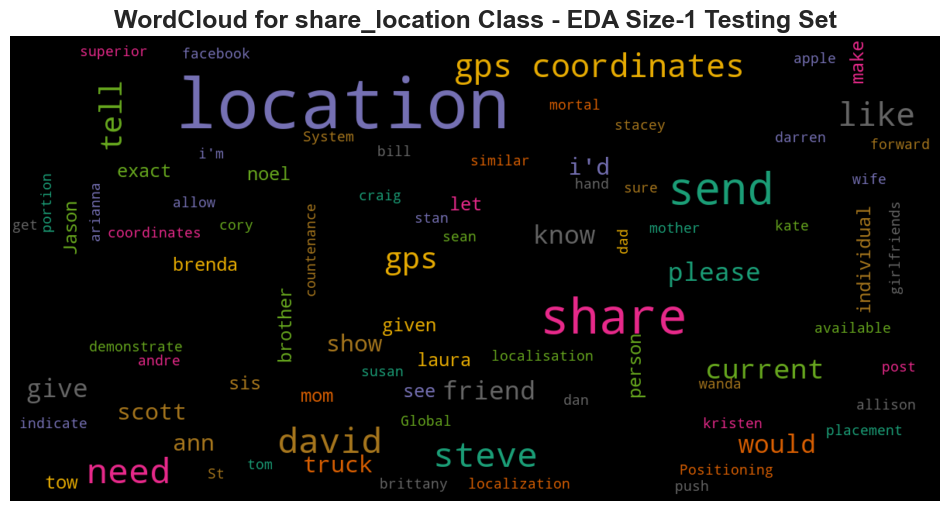 WordCloud for share_location Class - EDA Size-1 Testing Set
superior
facebook
gps coordinates
apple
make
location
tell
mortal
like
System
stacey
darren
forward
i'm
bill
similar
i'd
exact
noel
hand
sure
send
wife
portion
arianna
Jason
allow
craig
let
stan
get
coordinates
cory
countenance
sean
know
dad
mother
kate
individual
girlfriends
brenda
gps
please
brother
share
given
available
demonstrate
andre
show
laura
localisation
person
current
post
susan
give
sis
mom
see
friend
dan
wanda
allison
indicate
scott
Global
kristen
placement
ann
david
steve
would
need
St
tom
truck
Positioning
tow
brittany
localization
push